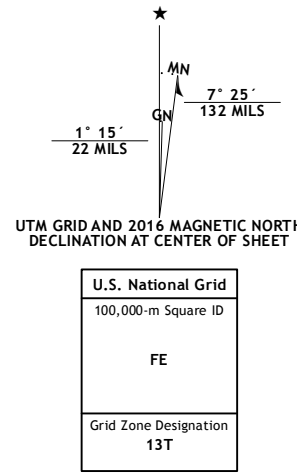 ★
MN
GN
7° 25´
132 MILS
1° 15´
22 MILS
UTM GRID AND 2016 MAGNETIC NORTH
DECLINATION AT CENTER OF SHEET
U.S. National Grid
100,000-m Square ID
FE
Grid Zone Designation
13T